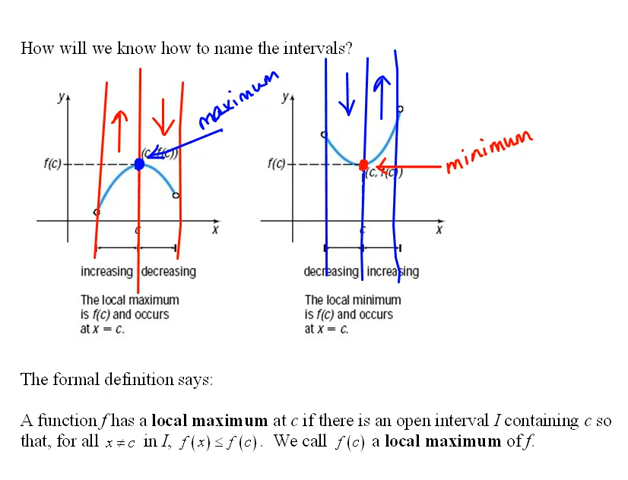 How will we know how to name the intervals?
maximum
y
y
(c, f(c))
f(c)
f(c)
minimum
(c, f(c))
c
x
c
x
increasing decreasing
decreasing increasing
The local maximum
is f(c) and occurs
at x = c.
The local minimum
is f(c) and occurs
at x = c.
The formal definition says:
A function f has a local maximum at c if there is an open interval I containing c so
that, for all x ≠ c in I, f(x) ≤ f(c). We call f(c) a local maximum of f.